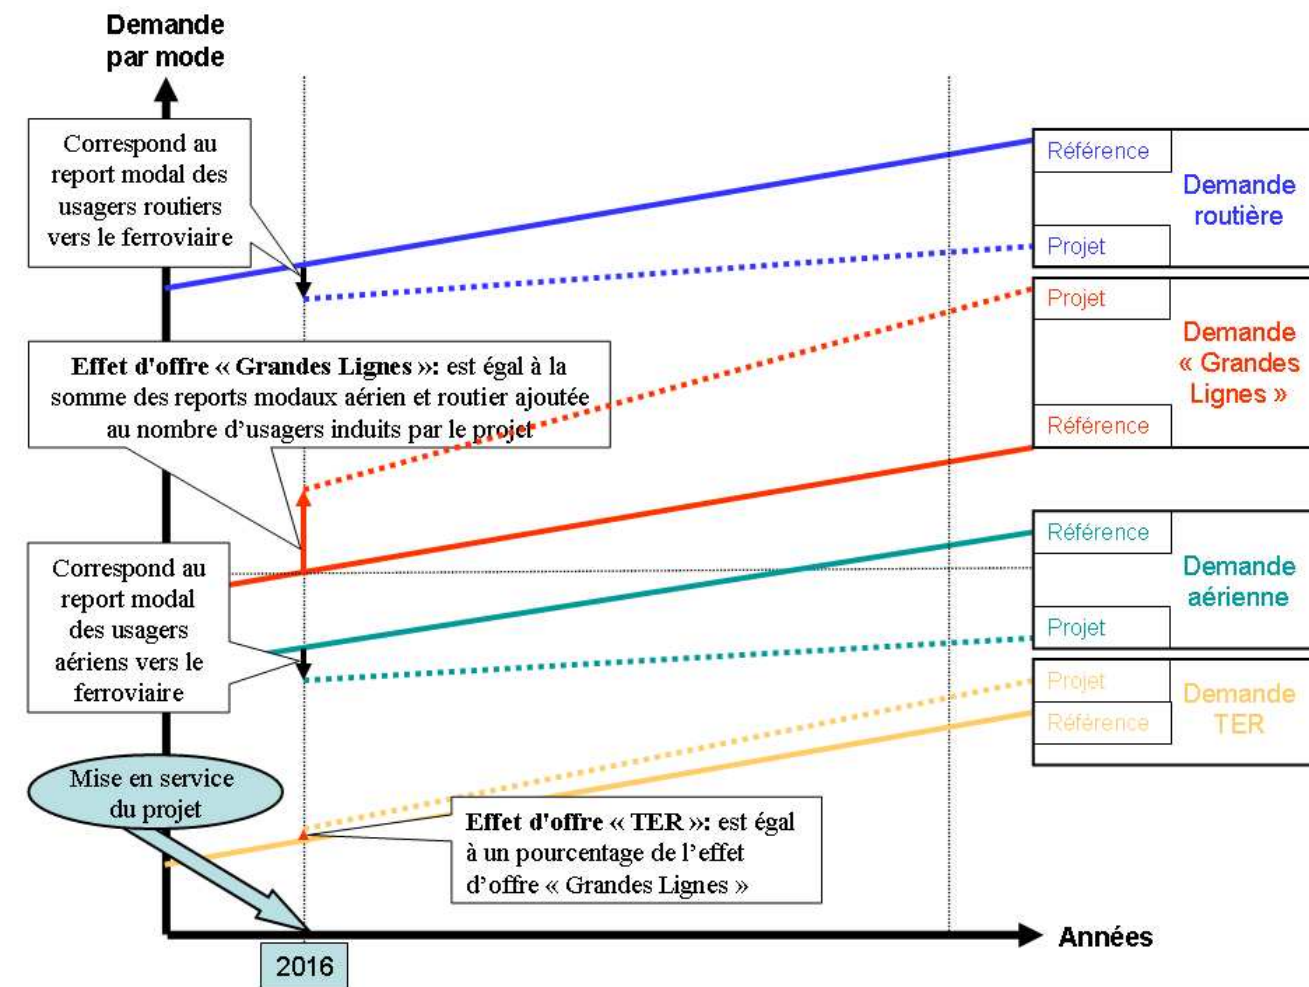 Demande
par mode
Correspond au
report modal des
usagers routiers
vers le ferroviaire
Référence
Demande
routière
Projet
Projet
Demande
« Grandes
Lignes »
Référence
Effet d'offre « Grandes Lignes »: est égal à la
somme des reports modaux aérien et routier ajoutée
au nombre d’usagers induits par le projet
Correspond au
report modal
des usagers
aériens vers le
ferroviaire
Référence
Demande
aérienne
Projet
Projet
Demande
TER
Référence
Mise en service
du projet
Effet d'offre « TER »: est égal
à un pourcentage de l’effet
d’offre « Grandes Lignes »
Années
2016